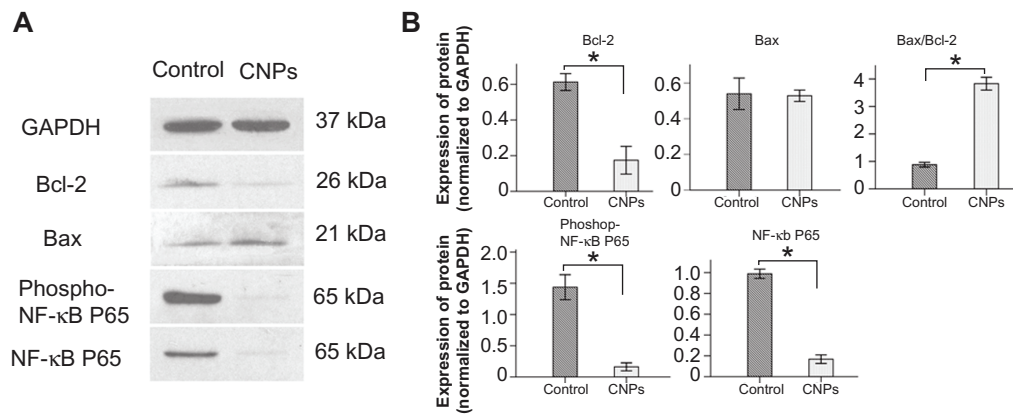 A
Control CNPs
GAPDH 37 kDa
Bcl-2 26 kDa
Bax 21 kDa
Phospho-
NF-κB P65 65 kDa
NF-κB P65 65 kDa
B
Expression of protein
(normalized to GAPDH)
Bcl-2
*
0.6
0.4
0.2
0
Control CNPs
Bax
0.6
0.4
0.2
0
Control CNPs
Bax/Bcl-2
*
4
3
2
1
0
Control CNPs
Expression of protein
(normalized to GAPDH)
Phoshop-
NF-κB P65
*
2.0
1.5
1.0
0.5
0
Control CNPs
NF-κb P65
*
1.0
0.8
0.6
0.4
0.2
0
Control CNPs